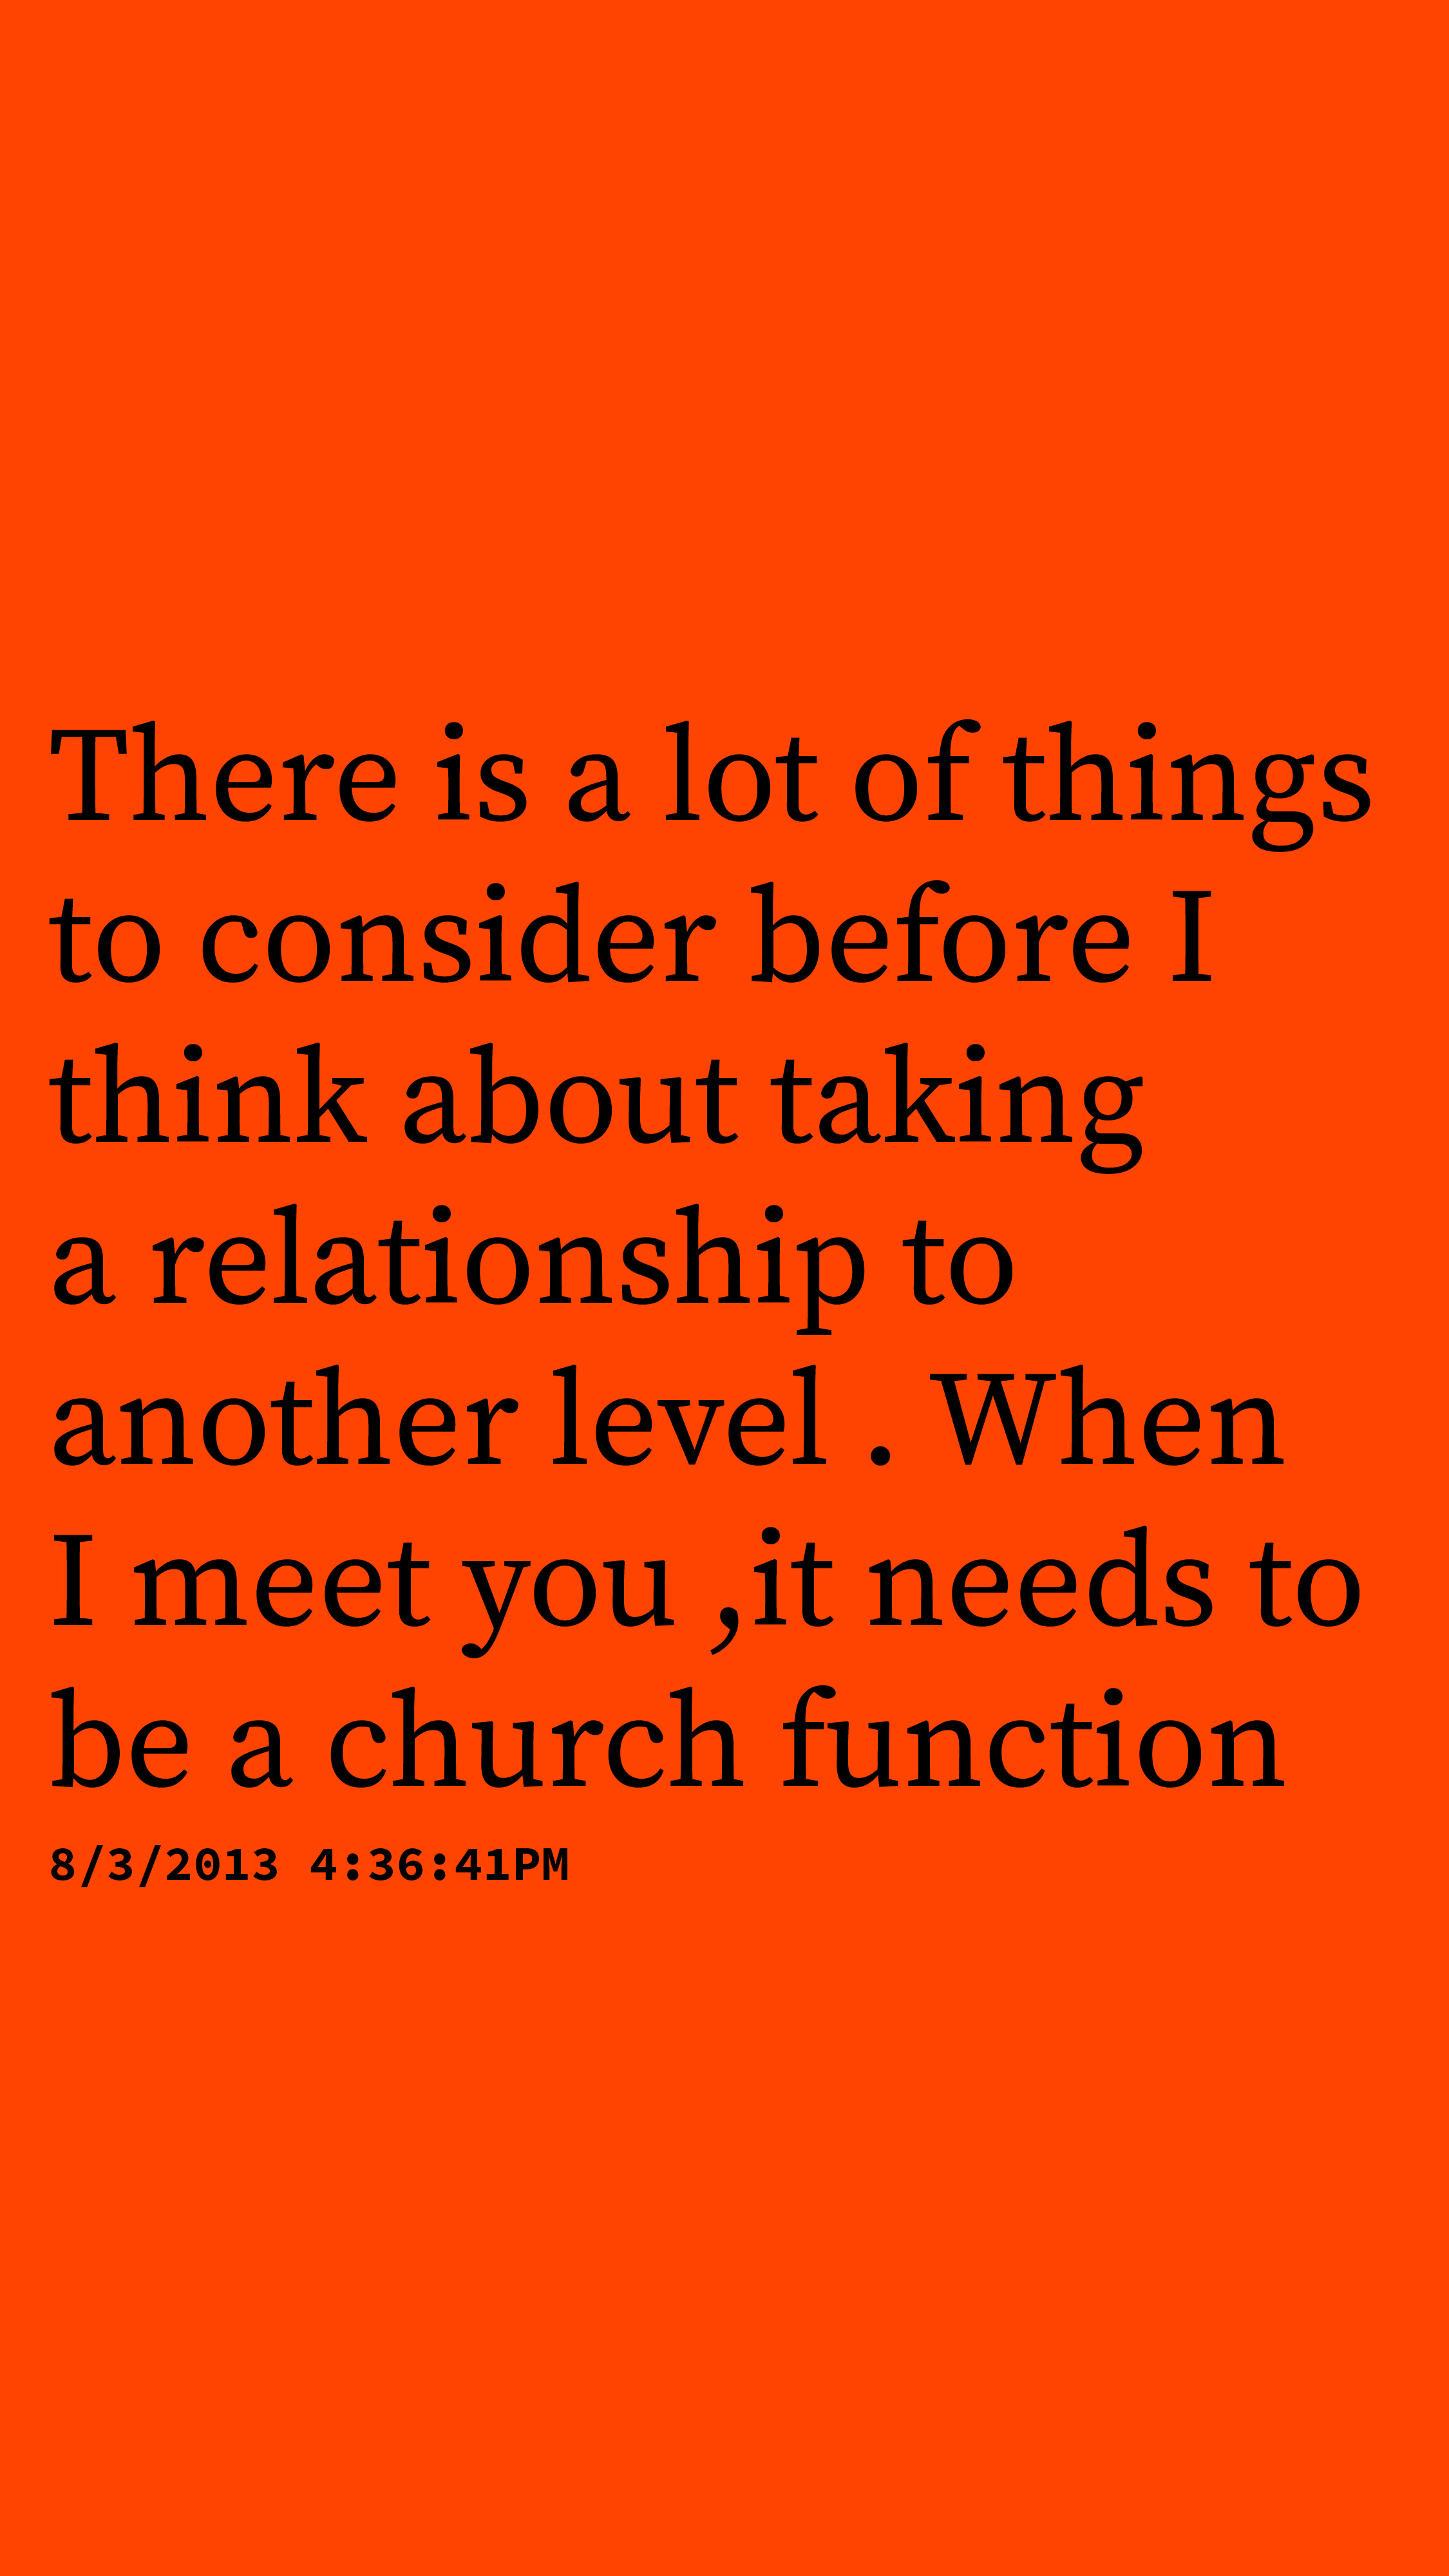 There is a lot of things
to consider before I
think about taking
a relationship to
another level . When
I meet you ,it needs to
be a church function
8/3/2013 4:36:41PM